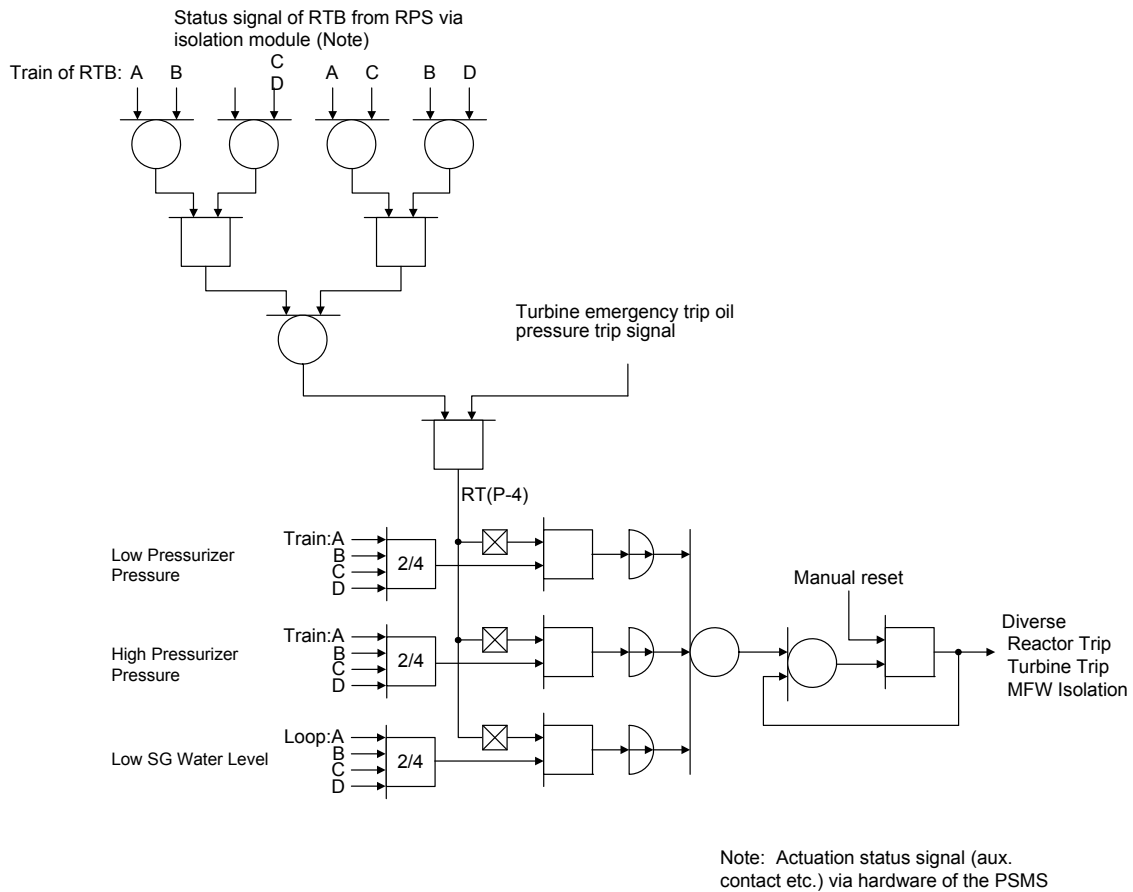 Status signal of RTB from RPS via
isolation module (Note)
Train of RTB: A B C D A C B D
Turbine emergency trip oil
pressure trip signal
RT(P-4)
Low Pressurizer
Pressure
Train:A
B
C
D
2/4
High Pressurizer
Pressure
Train:A
B
C
D
2/4
Low SG Water Level
Loop:A
B
C
D
2/4
Manual reset
Diverse
Reactor Trip
Turbine Trip
MFW Isolation
Note: Actuation status signal (aux.
contact etc.) via hardware of the PSMS